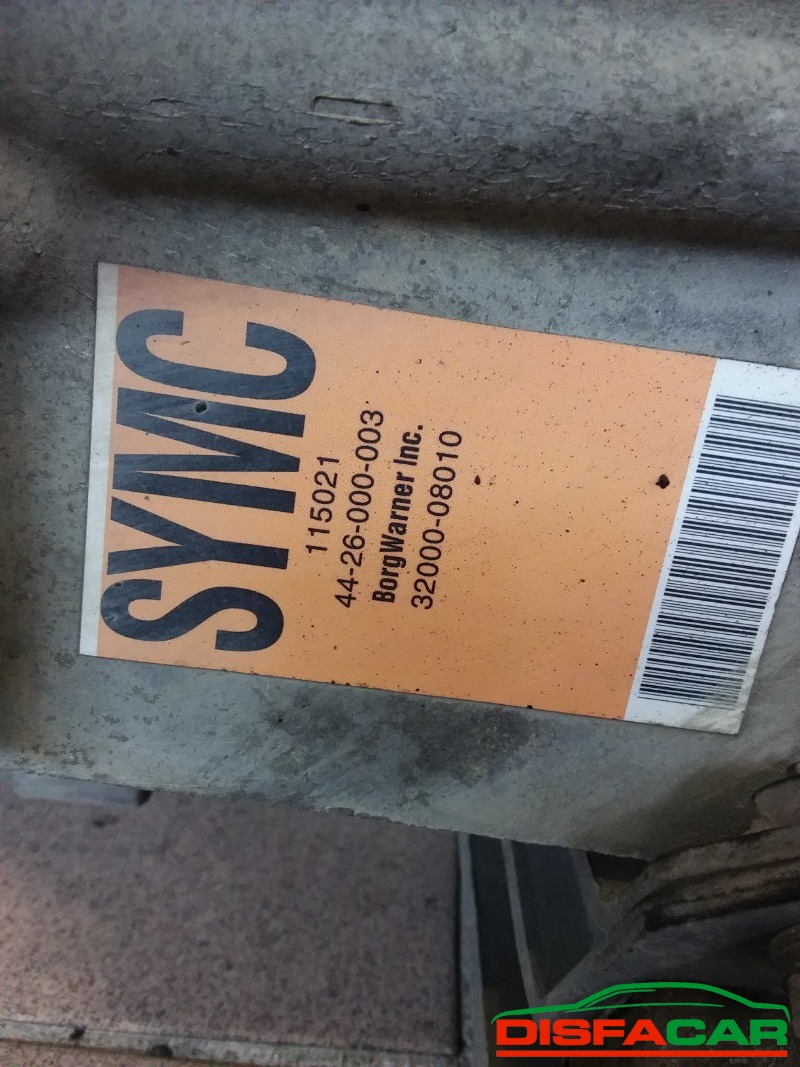 SYMC
115021
44-26-000-003
BorgWarner Inc.
32000-08010
DISFACAR